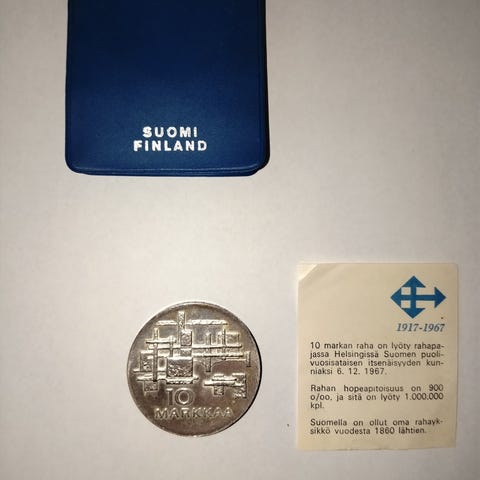 SUOMI
FINLAND
10
MARKKAA
1917-1967
10 markan raha on lyöty rahapa-
jassa Helsingissä Suomen puoli-
vuosisataisen itsenäisyyden kun-
niaksi 6. 12. 1967.
Rahan hopeapitoisuus on 900
o/oo, ja sitä on lyöty 1.000.000
kpl.
Suomella on ollut oma rahayk-
sikkö vuodesta 1860 lähtien.